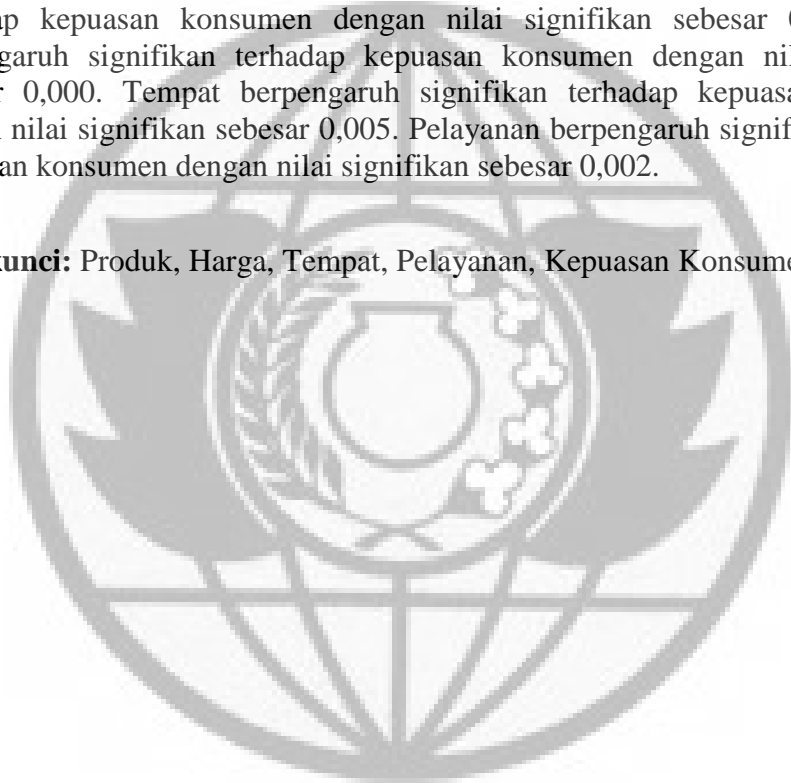 ap kepuasan konsumen dengan nilai signifikan sebesar
garuh signifikan terhadap kepuasan konsumen dengan nil
r 0,000. Tempat berpengaruh signifikan terhadap kepuasa
nilai signifikan sebesar 0,005. Pelayanan berpengaruh signif
an konsumen dengan nilai signifikan sebesar 0,002.
kunci: Produk, Harga, Tempat, Pelayanan, Kepuasan Konsume